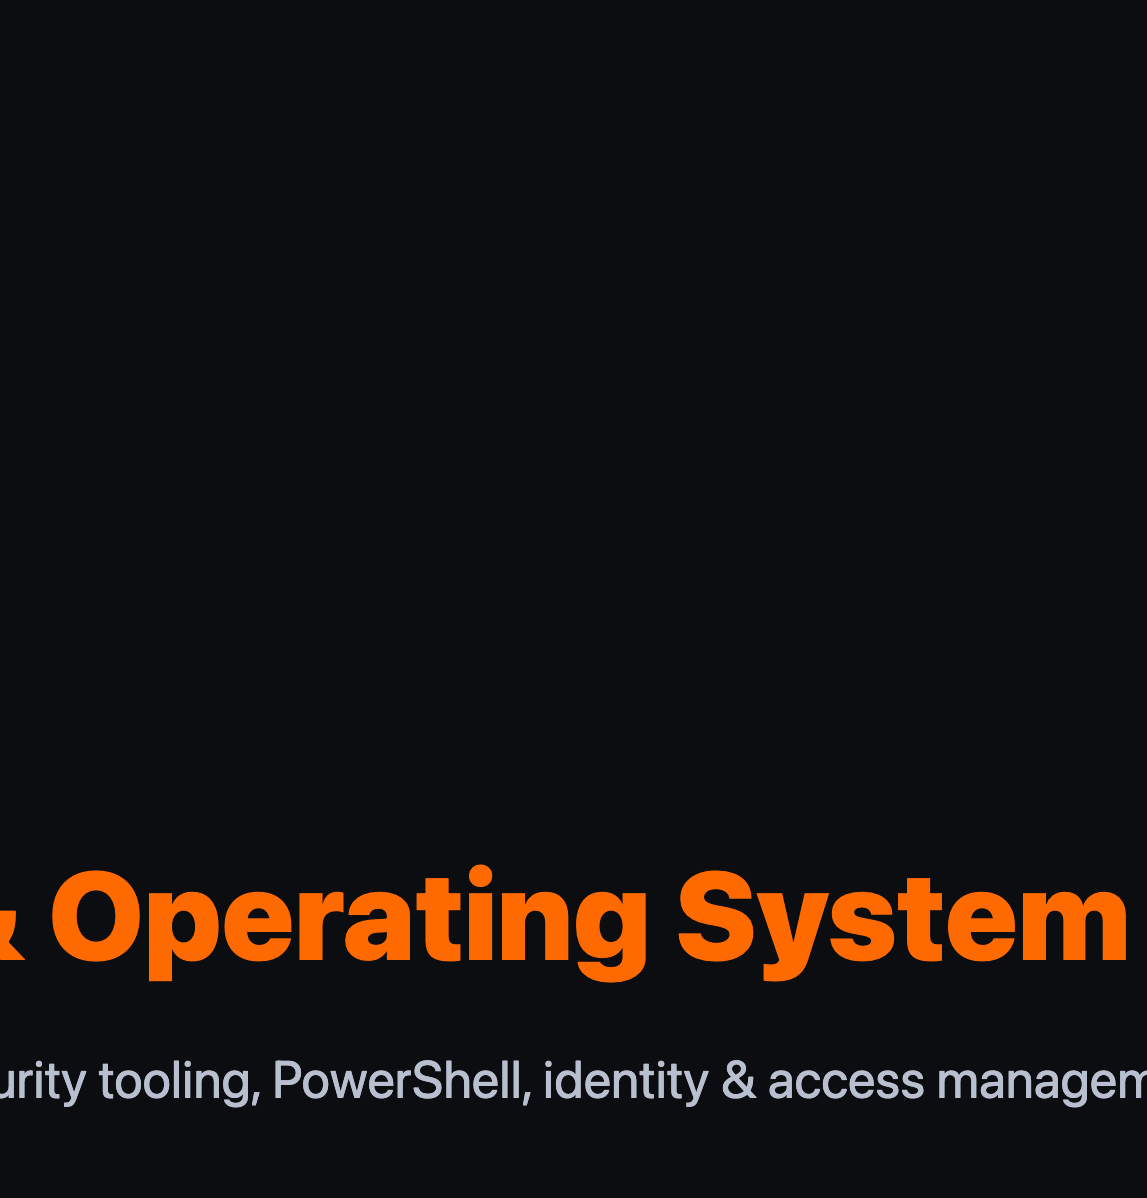 & Operating System
urity tooling, PowerShell, identity & access managem